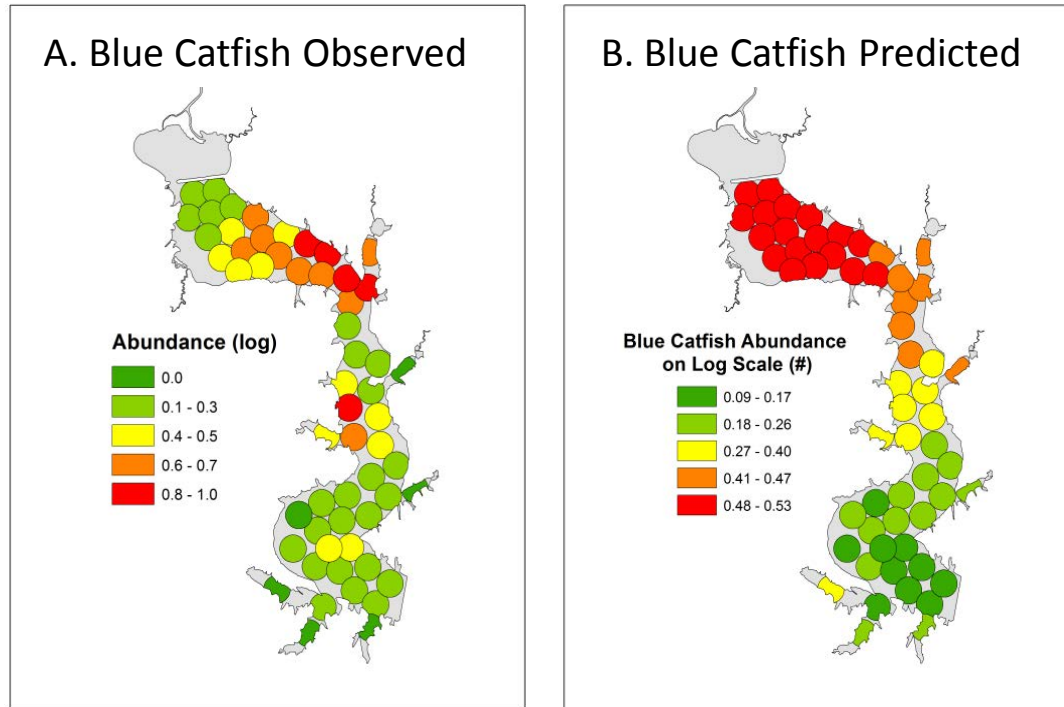 A. Blue Catfish Observed
Abundance (log)
0.0
0.1 - 0.3
0.4 - 0.5
0.6 - 0.7
0.8 - 1.0
B. Blue Catfish Predicted
Blue Catfish Abundance
on Log Scale (#)
0.09 - 0.17
0.18 - 0.26
0.27 - 0.40
0.41 - 0.47
0.48 - 0.53